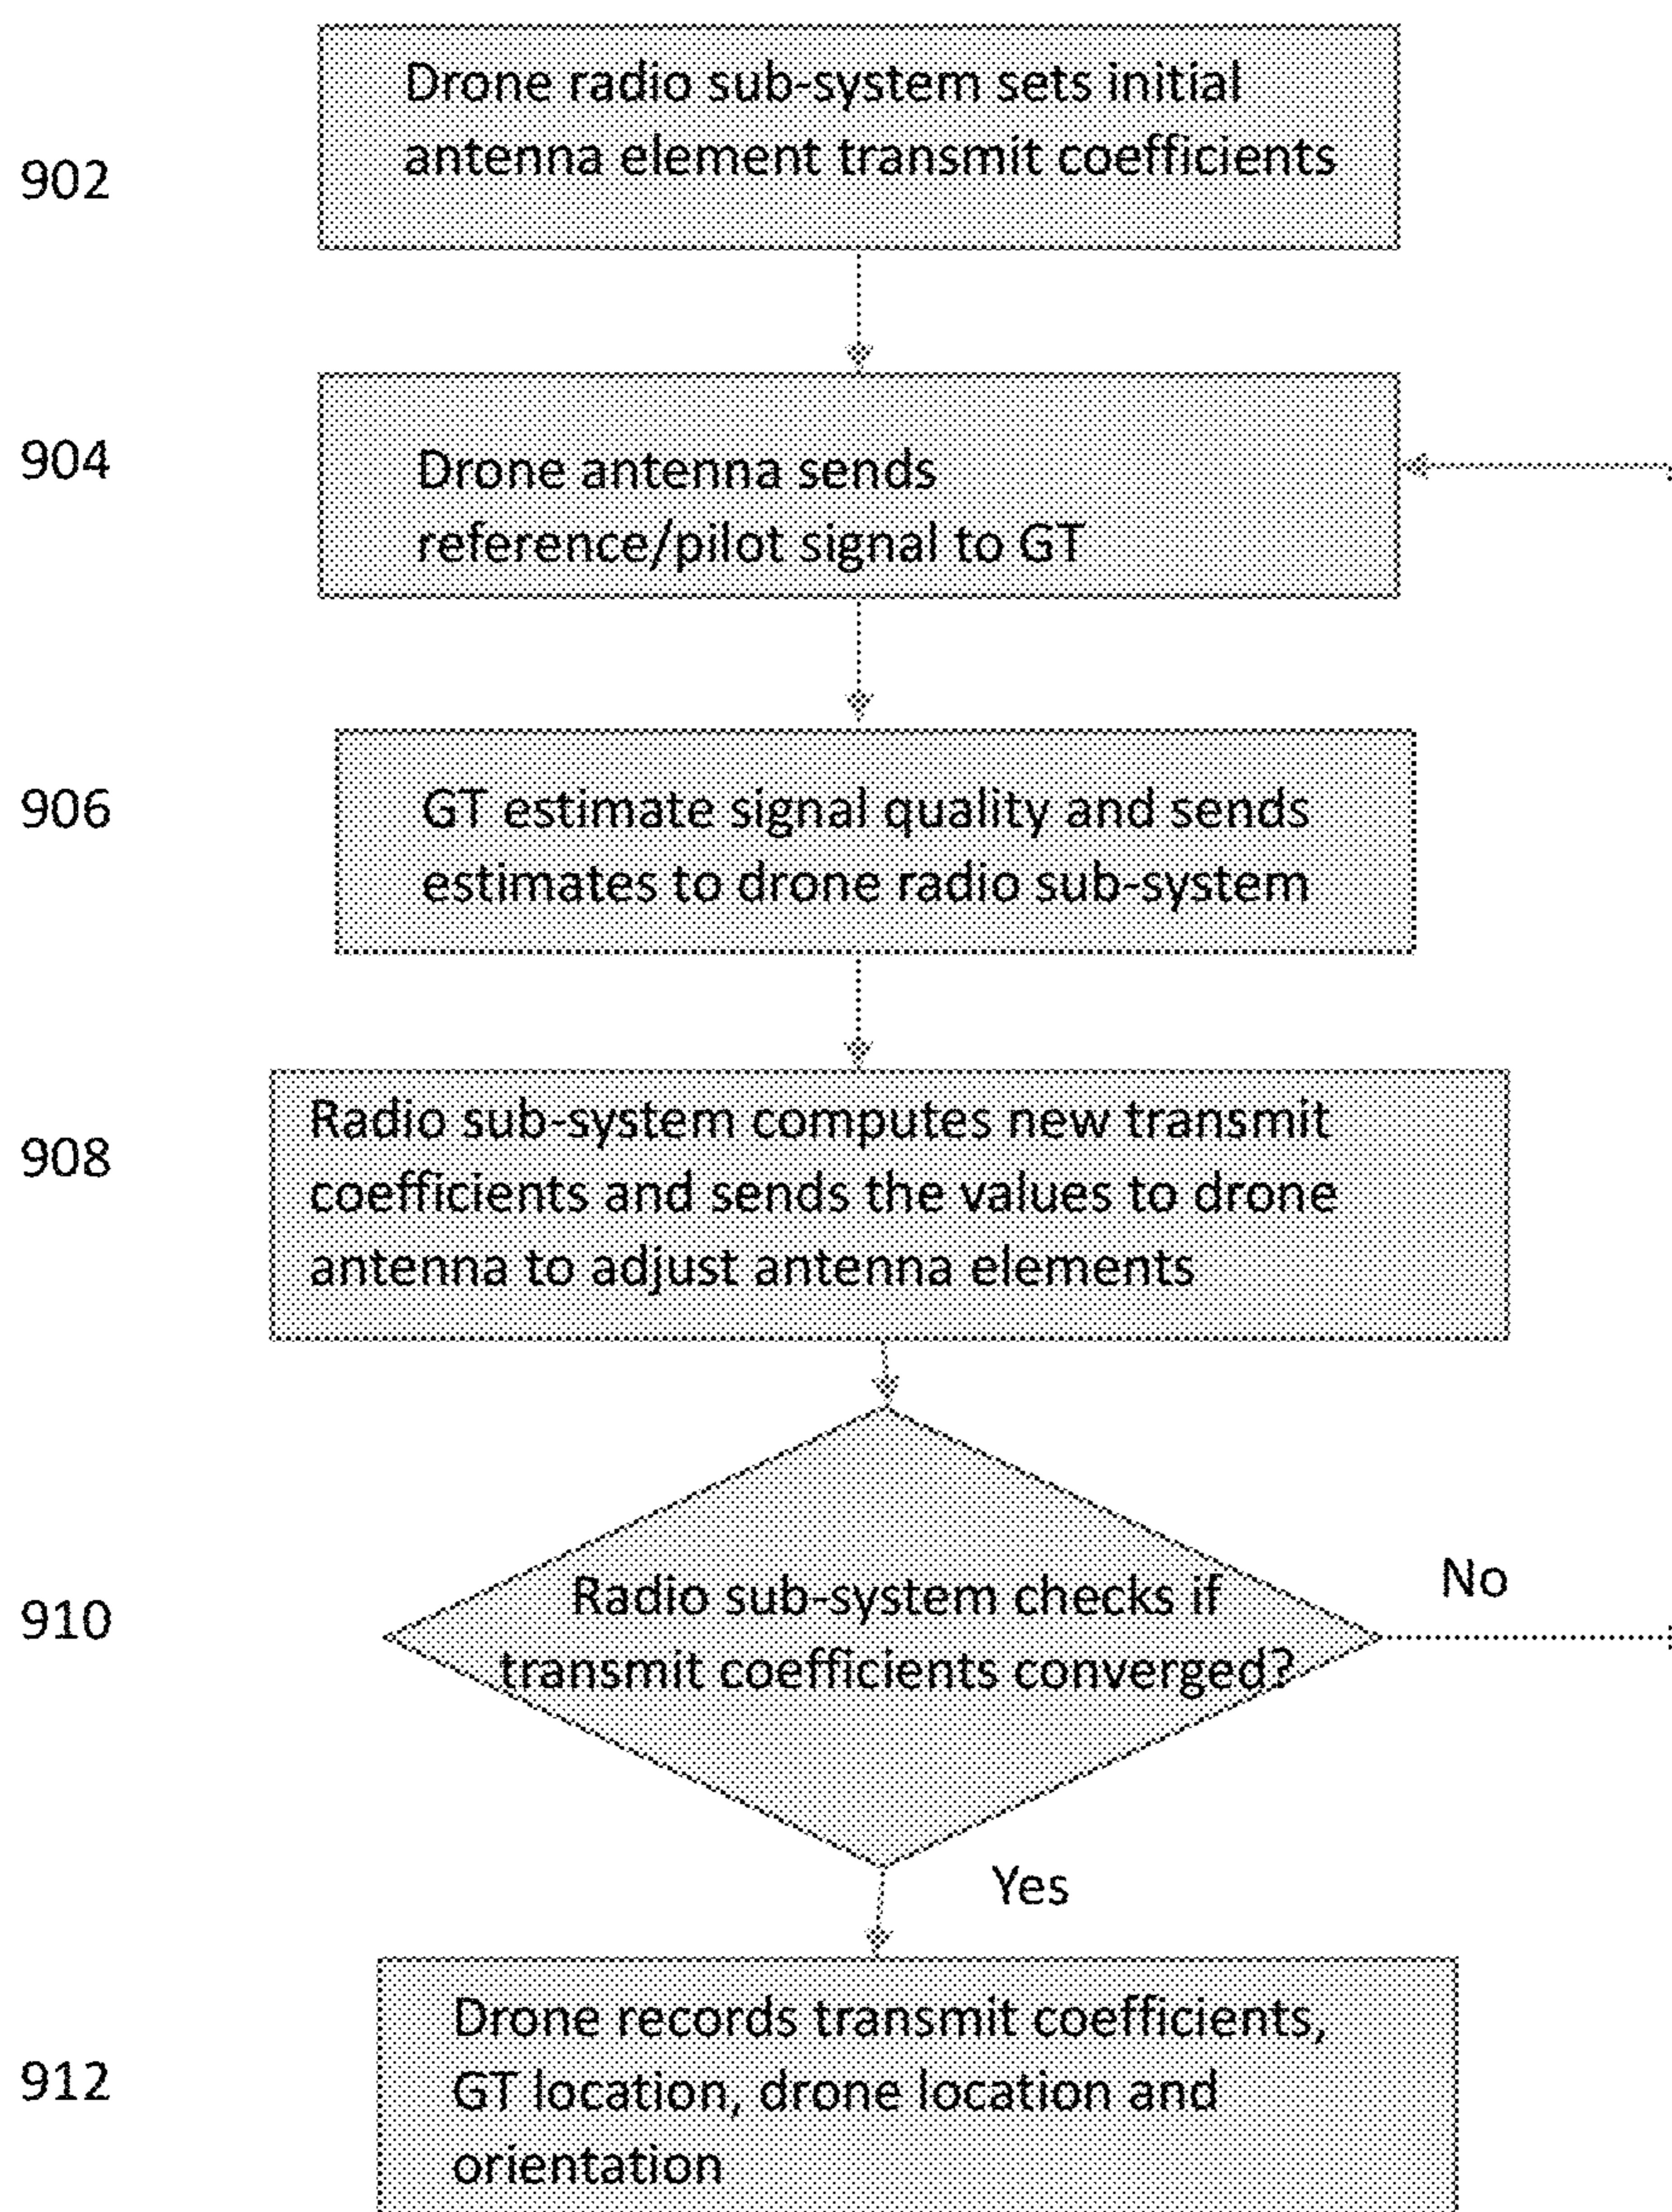 902
Drone radio sub-system sets initial
antenna element transmit coefficients
904
Drone antenna sends
reference/pilot signal to GT
906
GT estimate signal quality and sends
estimates to drone radio sub-system
908
Radio sub-system computes new transmit
coefficients and sends the values to drone
antenna to adjust antenna elements
910
Radio sub-system checks if
transmit coefficients converged?
No
Yes
912
Drone records transmit coefficients,
GT location, drone location and
orientation